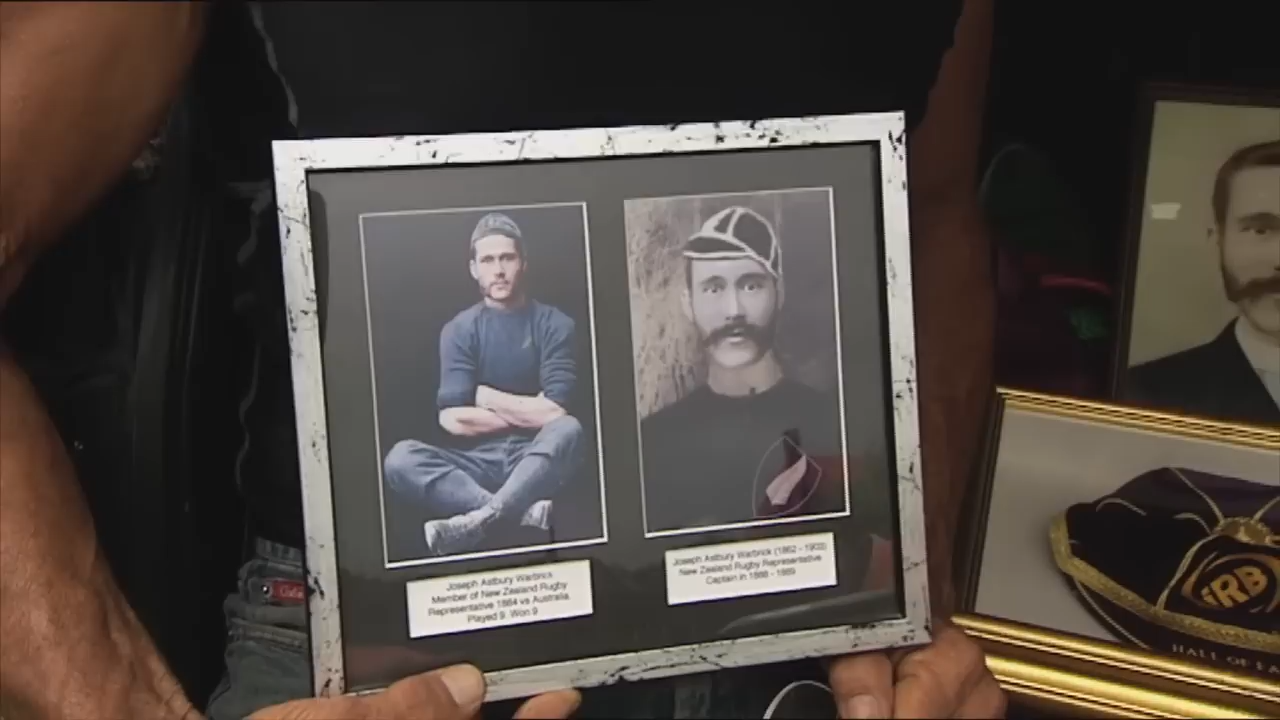 Joseph Astbury Warbrick
Member of New Zealand Rugby
Representative 1884 vs Australia.
Played 9. Won 9
Joseph Astbury Warbrick (1862 - 1903)
New Zealand Rugby Representative
Captain in 1888 - 1889
IRB
HALL OF